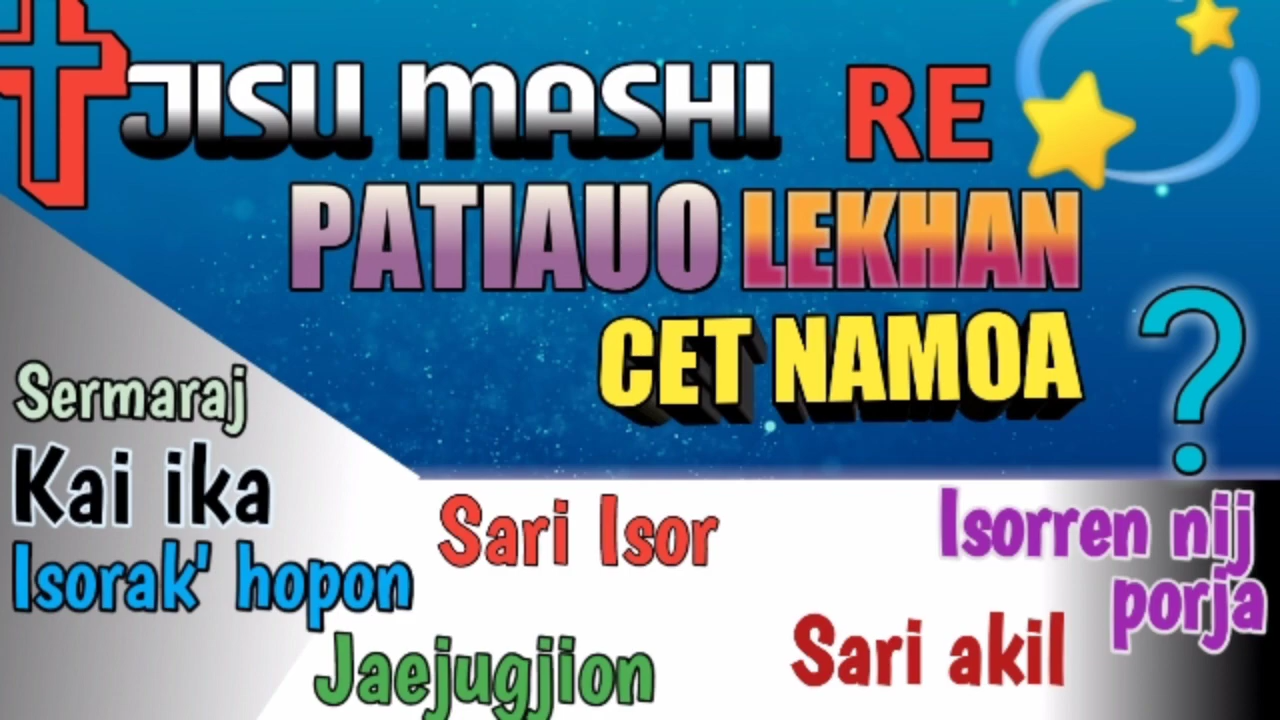 JISU MASHI RE
PATIAUO LEKHAN
CET NAMOA
?
Sermaraj
Kai ika
Isorak' hopon
Sari Isor
Isorren nij
porja
Jaejugjion
Sari akil